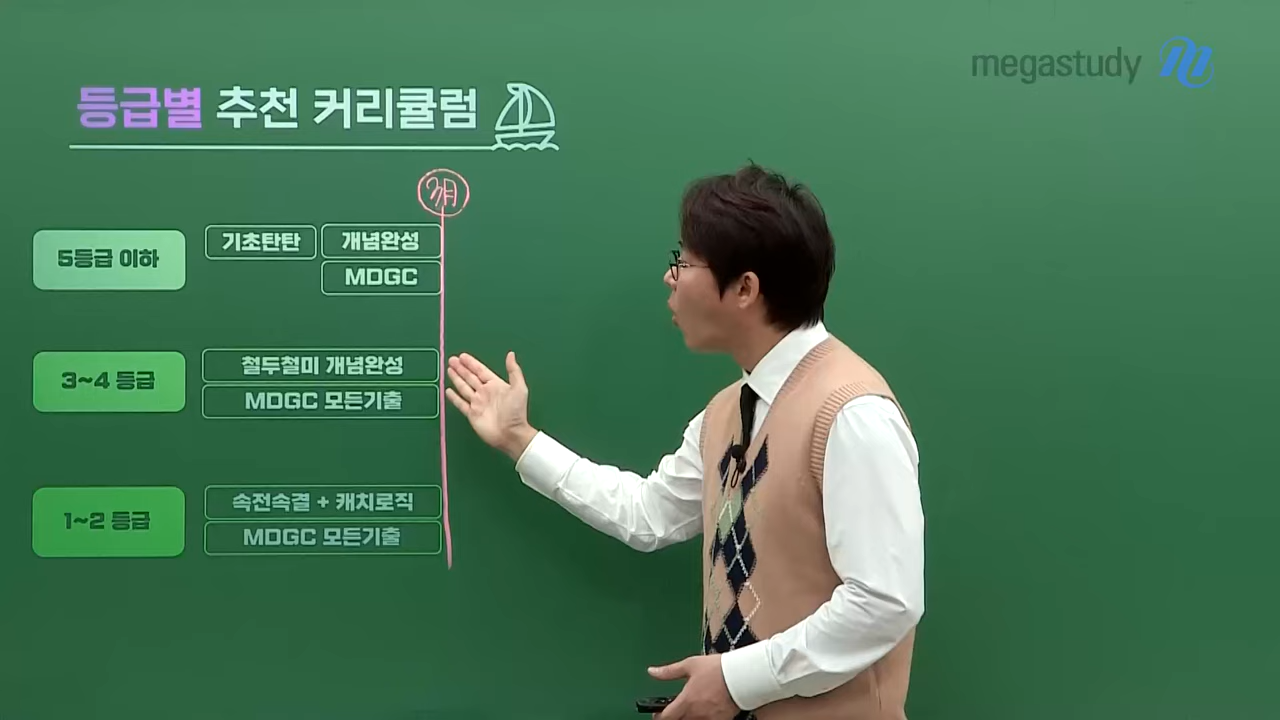 megastudy
등급별 추천 커리큘럼
3月
5등급 이하
기초탄탄
개념완성
MDGC
3~4 등급
철두철미 개념완성
MDGC 모든기출
1~2 등급
속전속결 + 캐치로직
MDGC 모든기출